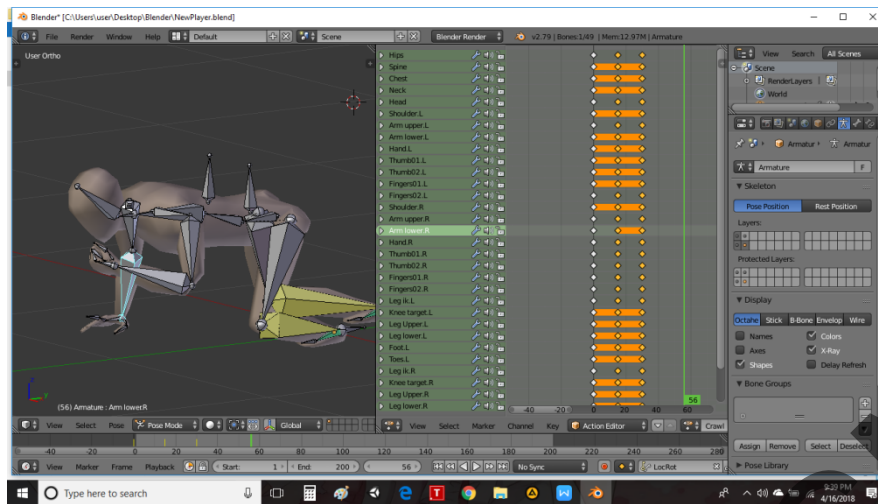 Blender* [C:\Users\user\Desktop\Blender\NewPlayer.blend]
File Render Window Help Default Scene Blender Render v2.79 | Bones:1/49 | Mem:12.97M | Armature
User Ortho
Hips
Spine
Chest
Neck
Head
Shoulder.L
Arm upper.L
Arm lower.L
Hand.L
Thumb01.L
Thumb02.L
Fingers01.L
Fingers02.L
Shoulder.R
Arm upper.R
Arm lower.R
Hand.R
Thumb01.R
Thumb02.R
Fingers01.R
Fingers02.R
Leg ik.L
Knee target.L
Leg Upper.L
Leg lower.L
Foot.L
Toes.L
Leg ik.R
Knee target.R
Leg Upper.R
Leg lower.R
-40 -20 0 20 40 60
56
(56) Armature : Arm lower.R
View Select Pose Pose Mode Global
View Select Marker Channel Key Action Editor Crawl
View Search All Scenes
Scene
RenderLayers
World
Armatur Armatur
Armature F
Skeleton
Pose Position Rest Position
Layers:
Protected Layers:
Display
Octahe Stick B-Bone Envelop Wire
Names Colors
Axes X-Ray
Shapes Delay Refresh
Bone Groups
Assign Remove Select Deselect
Pose Library
-40 0 20 40 60 80 100 120 140 160 180 200 220 240 260 280
View Marker Frame Playback Start: 1 End: 200 56 No Sync LocRot
Type here to search
9:39 PM
4/16/2018